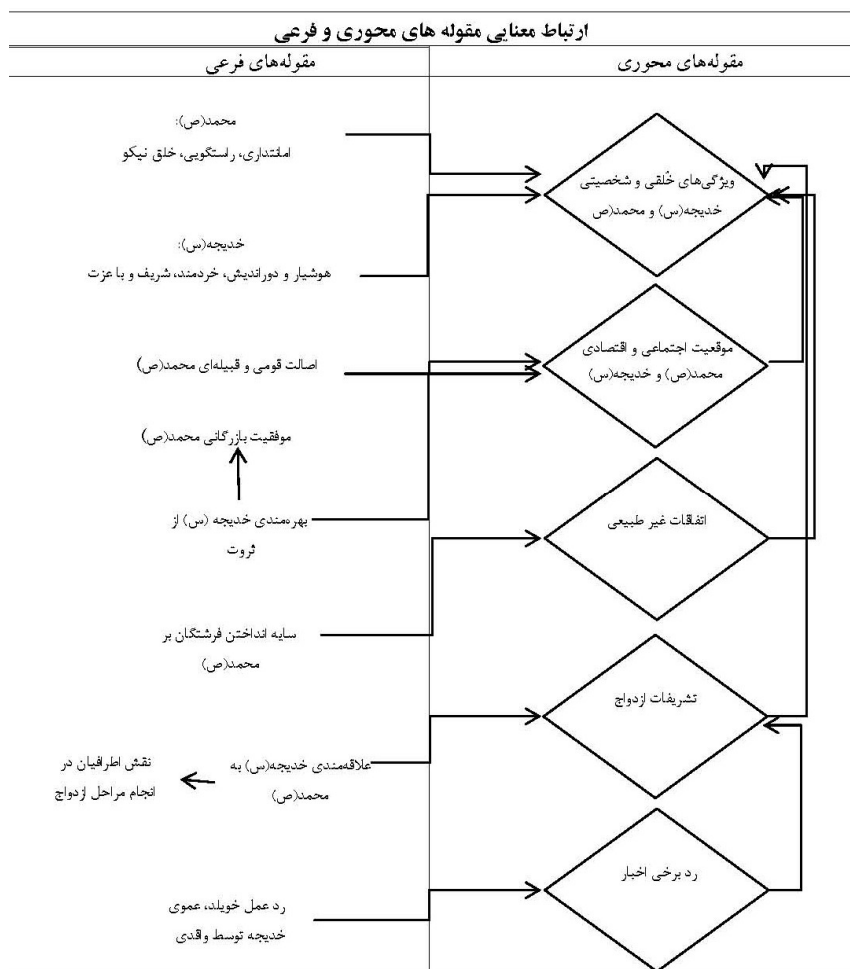 ارتباط معنایی مقوله های محوری و فرعی
مقوله‌های محوری
مقوله‌های فرعی
ویژگی‌های خُلقی و شخصیتی
خدیجه(س) و محمد(ص
محمد(ص):
امانتداری، راستگویی، خلق نیکو
خدیجه(س):
هوشیار و دوراندیش، خردمند، شریف و با عزت
موقعیت اجتماعی و اقتصادی
محمد(ص) و خدیجه(س)
اصالت قومی و قبیله‌ای محمد(ص)
موفقیت بازرگانی محمد(ص)
بهره‌مندی خدیجه (س) از
ثروت
اتفاقات غیر طبیعی
سایه انداختن فرشتگان بر
محمد(ص)
تشریفات ازدواج
علاقه‌مندی خدیجه(س) به
محمد(ص)
نقش اطرافیان در
انجام مراحل ازدواج
رد برخی اخبار
رد عمل خویلد، عموی
خدیجه توسط واقدی